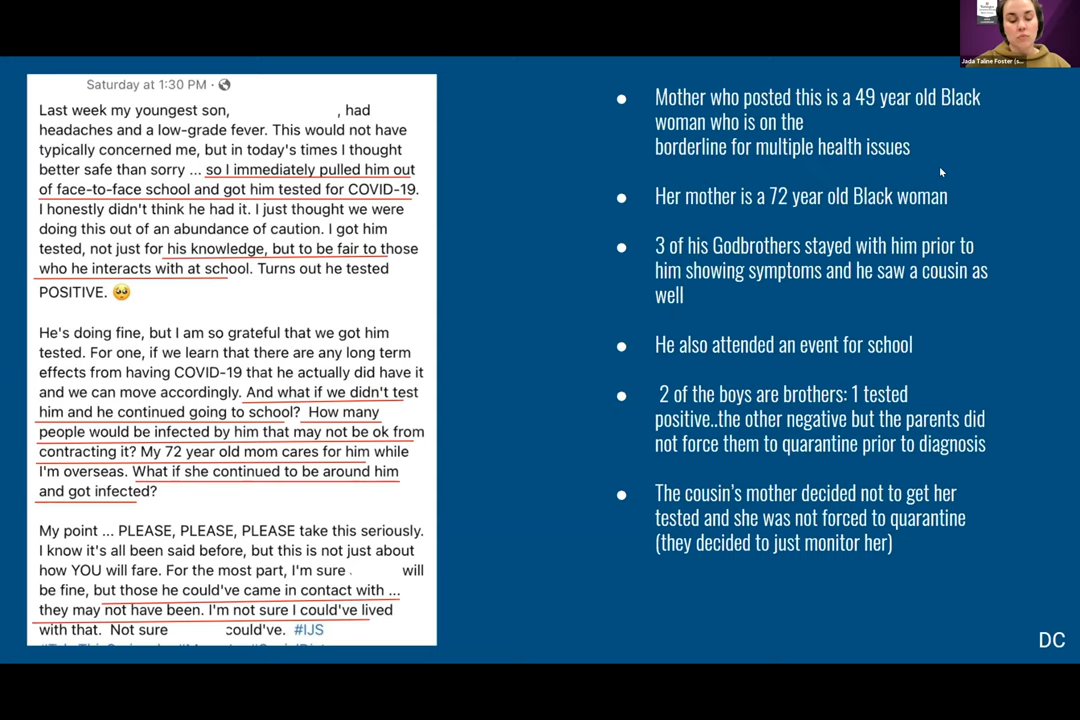 Saturday at 1:30 PM ·
Last week my youngest son, , had
headaches and a low-grade fever. This would not have
typically concerned me, but in today's times I thought
better safe than sorry ... so I immediately pulled him out
of face-to-face school and got him tested for COVID-19.
I honestly didn't think he had it. I just thought we were
doing this out of an abundance of caution. I got him
tested, not just for his knowledge, but to be fair to those
who he interacts with at school. Turns out he tested
POSITIVE. 🥺
He's doing fine, but I am so grateful that we got him
tested. For one, if we learn that there are any long term
effects from having COVID-19 that he actually did have it
and we can move accordingly. And what if we didn't test
him and he continued going to school? How many
people would be infected by him that may not be ok from
contracting it? My 72 year old mom cares for him while
I'm overseas. What if she continued to be around him
and got infected?
My point ... PLEASE, PLEASE, PLEASE take this seriously.
I know it's all been said before, but this is not just about
how YOU will fare. For the most part, I'm sure will
be fine, but those he could've came in contact with ...
they may not have been. I'm not sure I could've lived
with that. Not sure could've. #IJS
Mother who posted this is a 49 year old Black
woman who is on the
borderline for multiple health issues
Her mother is a 72 year old Black woman
3 of his Godbrothers stayed with him prior to
him showing symptoms and he saw a cousin as
well
He also attended an event for school
2 of the boys are brothers: 1 tested
positive..the other negative but the parents did
not force them to quarantine prior to diagnosis
The cousin's mother decided not to get her
tested and she was not forced to quarantine
(they decided to just monitor her)
DC
Jada Taline Foster (s...